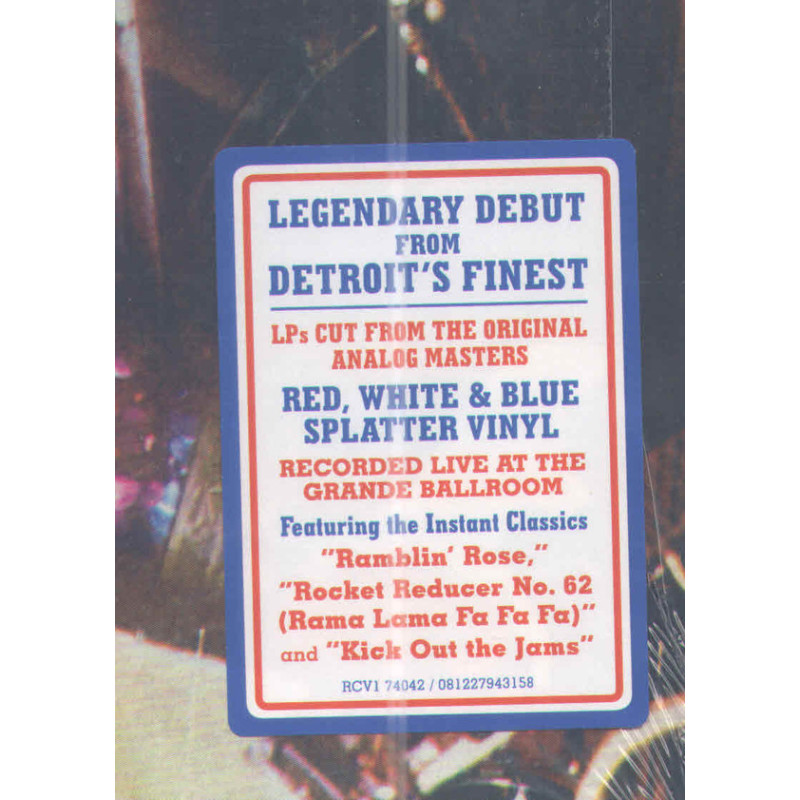 LEGENDARY DEBUT
FROM
DETROIT'S FINEST
LPs CUT FROM THE ORIGINAL
ANALOG MASTERS
RED, WHITE & BLUE
SPLATTER VINYL
RECORDED LIVE AT THE
GRANDE BALLROOM
Featuring the Instant Classics
"Ramblin' Rose,"
"Rocket Reducer No. 62
(Rama Lama Fa Fa Fa)"
and "Kick Out the Jams"
RCV1 74042 / 081227943158